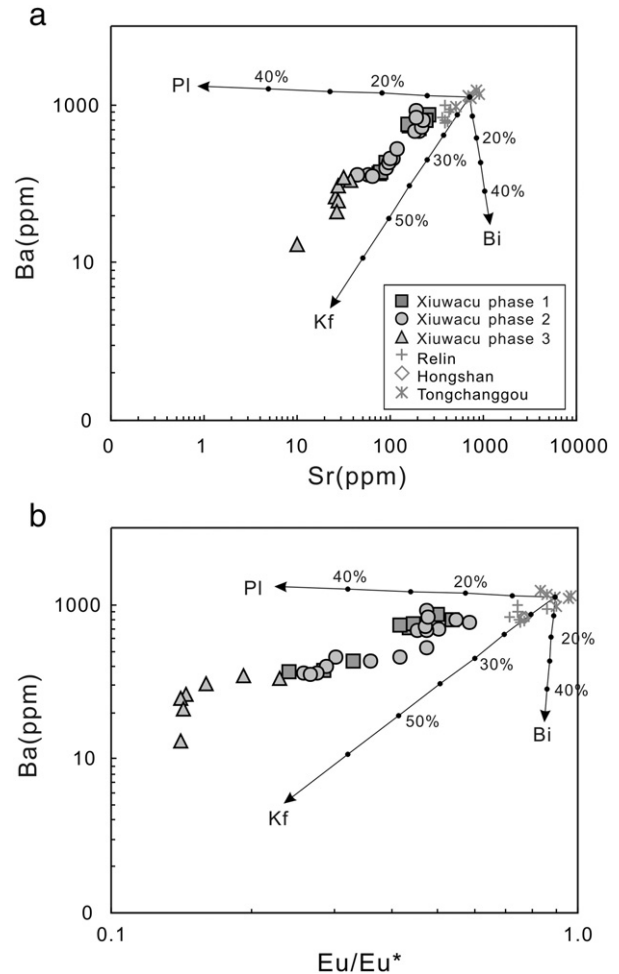 a
Ba(ppm)
1000
10
0
Pl
40%
20%
30%
50%
Kf
20%
40%
Bi
Xiuwacu phase 1
Xiuwacu phase 2
Xiuwacu phase 3
Relin
Hongshan
Tongchanggou
0 1 10 100 1000 10000
Sr(ppm)
b
Ba(ppm)
1000
10
0
Pl
40%
20%
30%
50%
Kf
20%
40%
Bi
0.1 1.0
Eu/Eu*